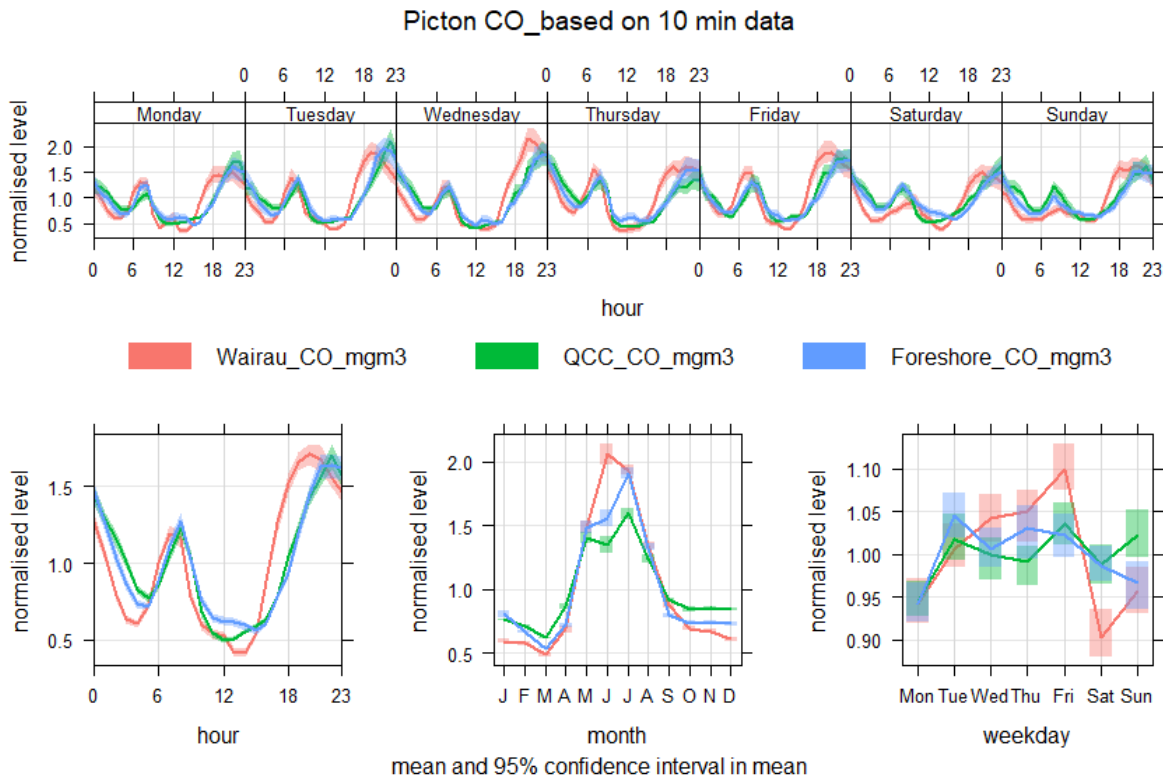 Picton CO_based on 10 min data
0 6 12 18 23 0 6 12 18 23 0 6 12 18 23
Monday Tuesday Wednesday Thursday Friday Saturday Sunday
normalised level
2.0
1.5
1.0
0.5
0 6 12 18 23 0 6 12 18 23 0 6 12 18 23 0 6 12 18 23
hour
Wairau_CO_mgm3 QCC_CO_mgm3 Foreshore_CO_mgm3
normalised level
1.5
1.0
0.5
0 6 12 18 23
hour
normalised level
2.0
1.5
1.0
0.5
J F M A M J J A S O N D
month
normalised level
1.10
1.05
1.00
0.95
0.90
Mon Tue Wed Thu Fri Sat Sun
weekday
mean and 95% confidence interval in mean